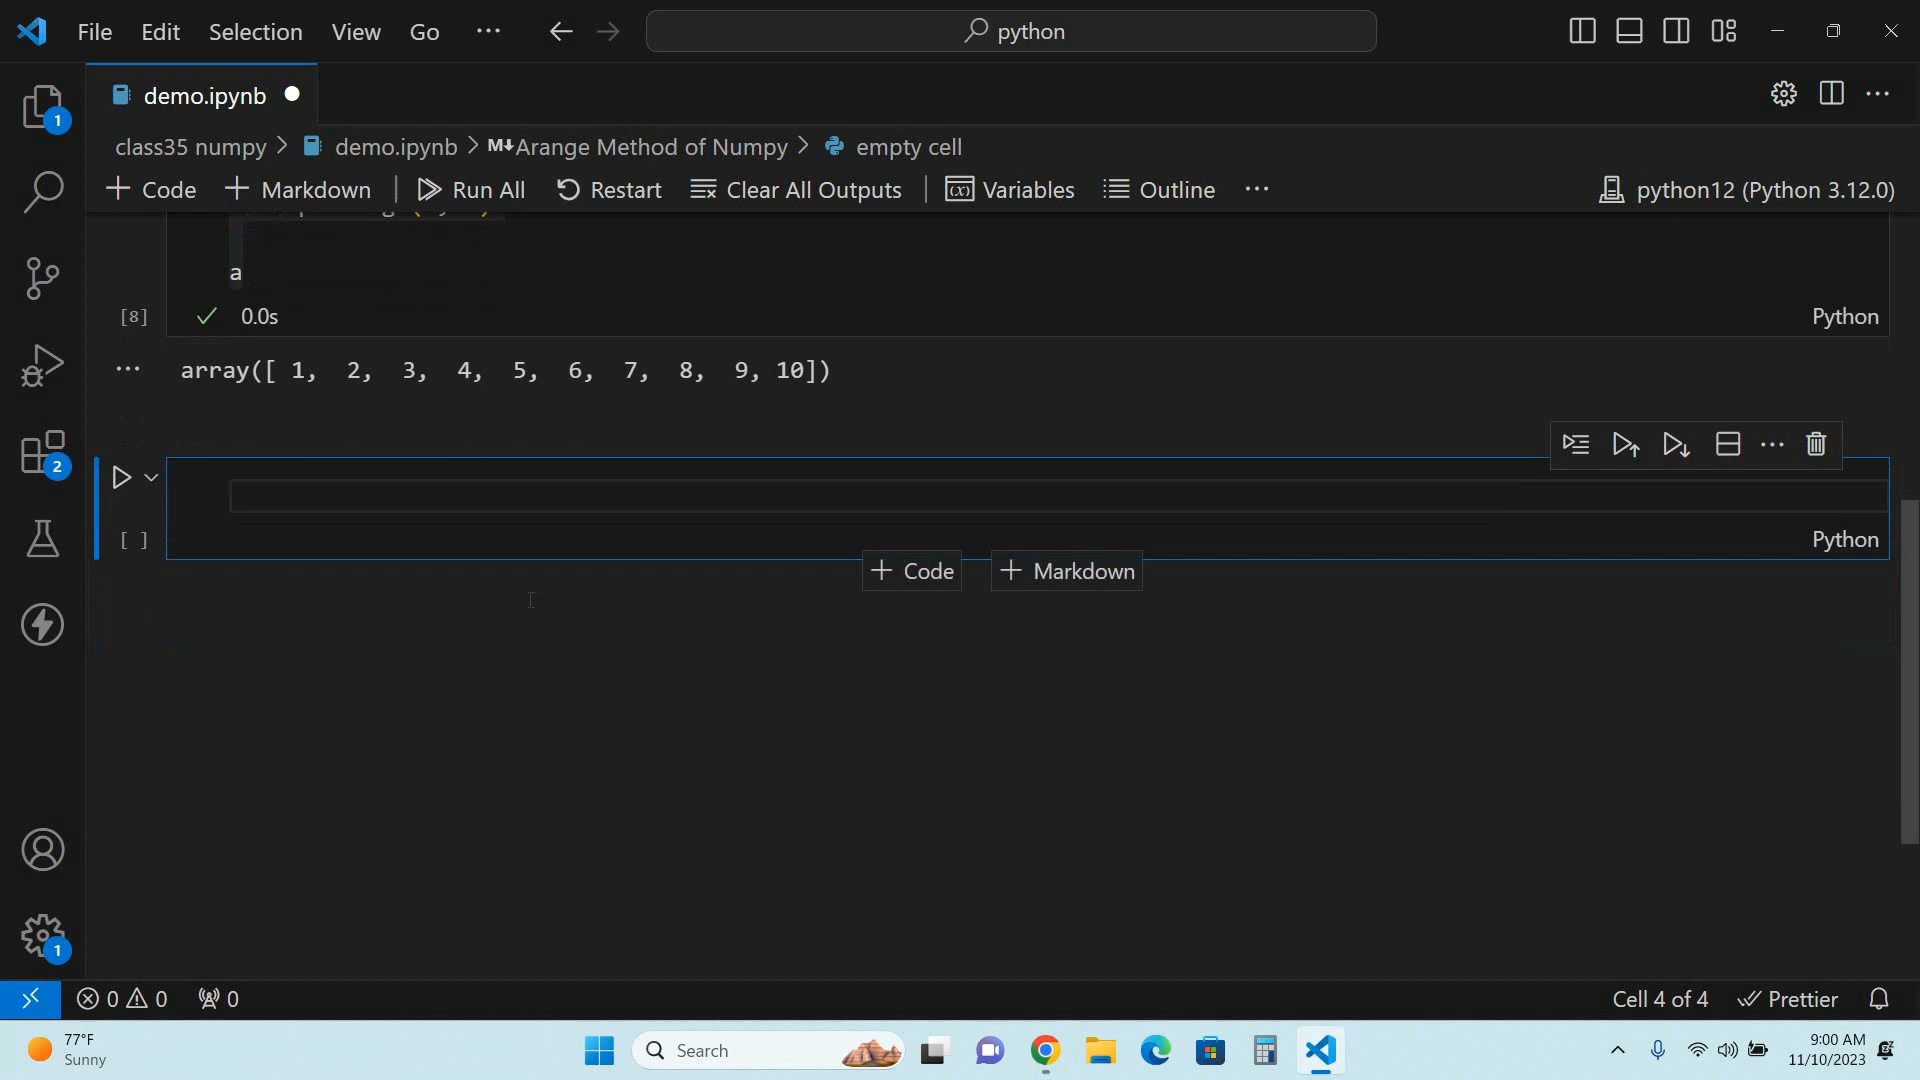 File Edit Selection View Go ... python
demo.ipynb
class35 numpy > demo.ipynb > M↓Arange Method of Numpy > empty cell
+ Code + Markdown | Run All Restart Clear All Outputs | (x) Variables Outline ... python12 (Python 3.12.0)
a
[8] ✓ 0.0s Python
... array([ 1, 2, 3, 4, 5, 6, 7, 8, 9, 10])
[ ] Python
+ Code + Markdown
1
2
1
0 0 0 Cell 4 of 4 Prettier
77°F
Sunny
Search
9:00 AM
11/10/2023